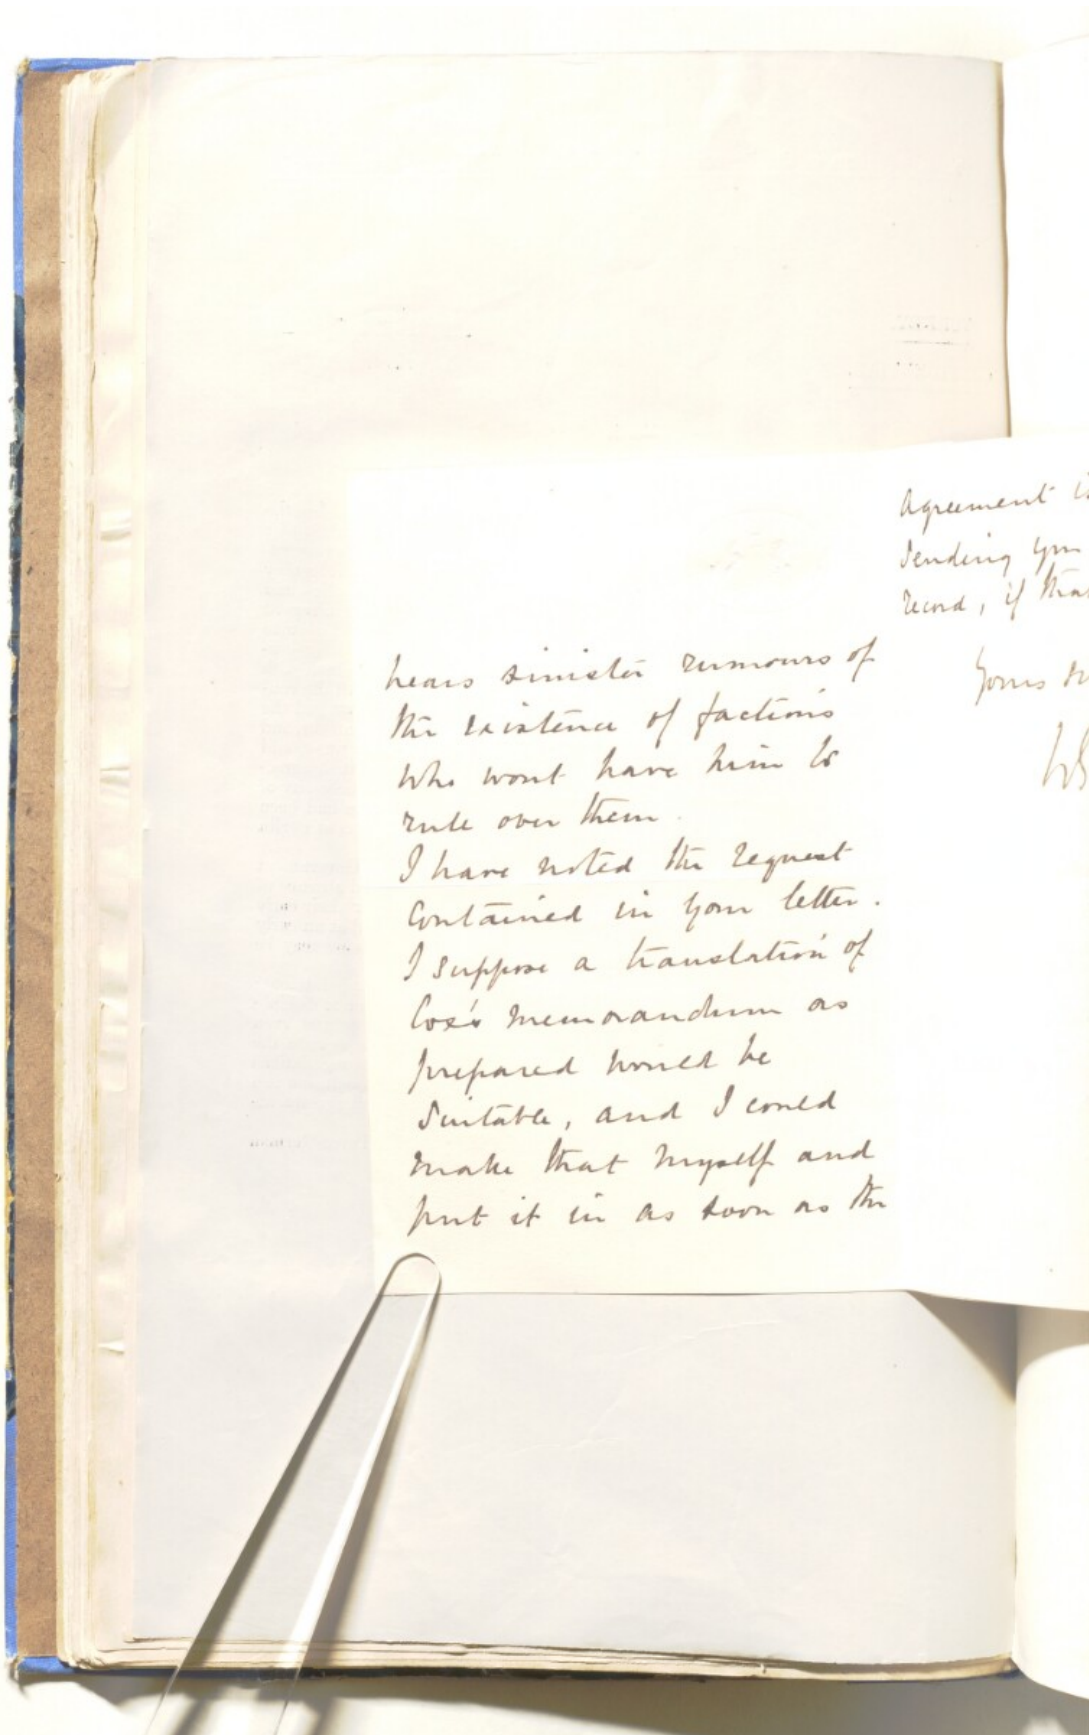 hears sinister rumours of
the existence of factions
who wont have him to
rule over them.
I have noted the request
contained in your letter.
I suppose a translation of
Cox's memorandum as
prepared would be
suitable, and I could
make that myself and
put it in as soon as the
Agreement is
sending you
record, if that
Yours